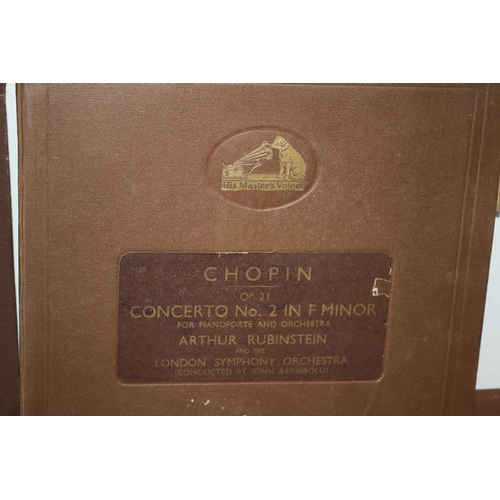 His Master's Voice
CHOPIN
OP. 21
CONCERTO No. 2 IN F MINOR
FOR PIANOFORTE AND ORCHESTRA
ARTHUR RUBINSTEIN
AND THE
LONDON SYMPHONY ORCHESTRA
(CONDUCTED BY JOHN BARBIROLLI)